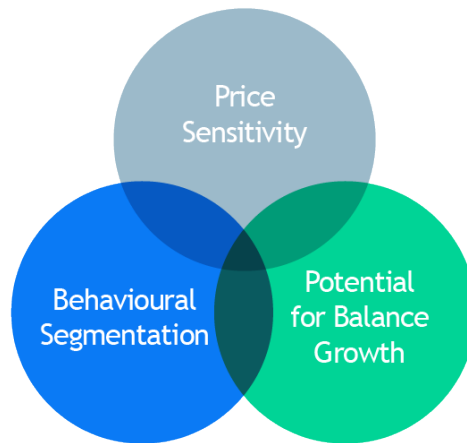 Price
Sensitivity
Behavioural
Segmentation
Potential
for Balance
Growth